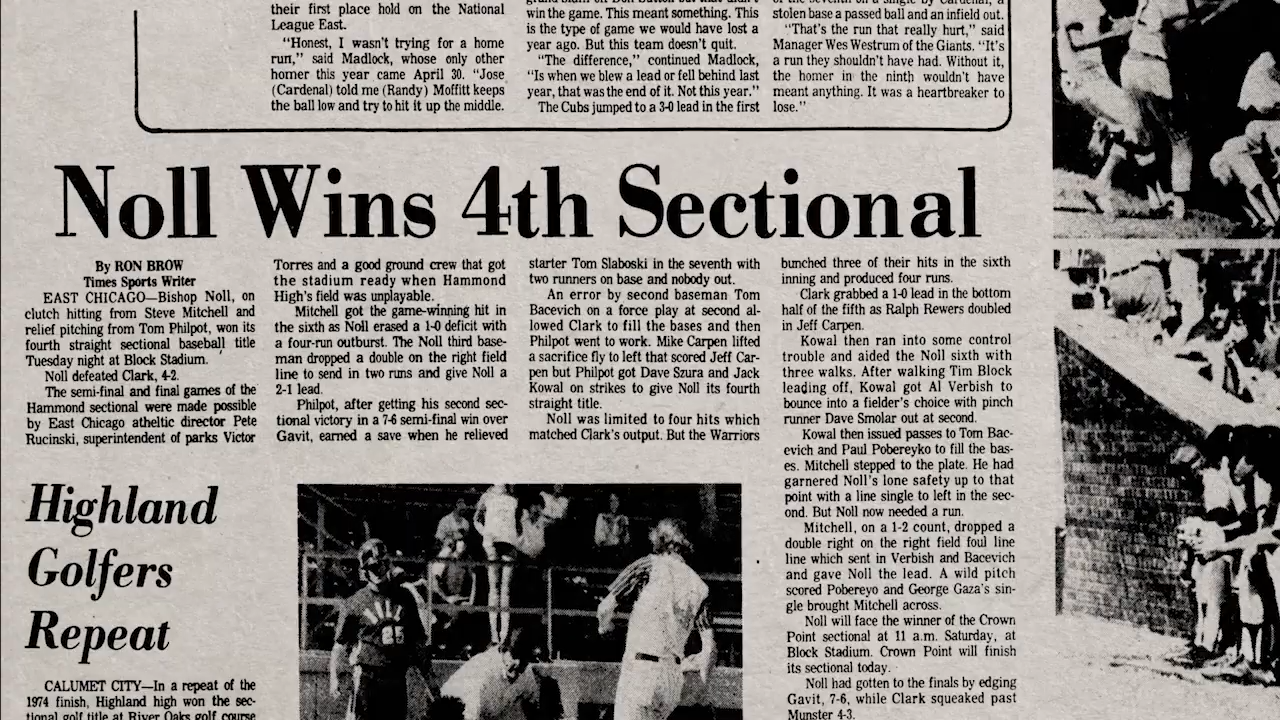 their first place hold on the National
League East.
"Honest, I wasn't trying for a home
run," said Madlock, whose only other
homer this year came April 30. "Jose
(Cardenal) told me (Randy) Moffitt keeps
the ball low and try to hit it up the middle.
win the game. This meant something. This
is the type of game we would have lost a
year ago. But this team doesn't quit.
"The difference," continued Madlock,
"Is when we blew a lead or fell behind last
year, that was the end of it. Not this year."
The Cubs jumped to a 3-0 lead in the first
of the seventh on a single by Cardenal, a
stolen base a passed ball and an infield out.
"That's the run that really hurt," said
Manager Wes Westrum of the Giants. "It's
a run they shouldn't have had. Without it,
the homer in the ninth wouldn't have
meant anything. It was a heartbreaker to
lose."
Noll Wins 4th Sectional
By RON BROW
Times Sports Writer
EAST CHICAGO—Bishop Noll, on
clutch hitting from Steve Mitchell and
relief pitching from Tom Philpot, won its
fourth straight sectional baseball title
Tuesday night at Block Stadium.
Noll defeated Clark, 4-2.
The semi-final and final games of the
Hammond sectional were made possible
by East Chicago atheltic director Pete
Rucinski, superintendent of parks Victor
Torres and a good ground crew that got
the stadium ready when Hammond
High's field was unplayable.
Mitchell got the game-winning hit in
the sixth as Noll erased a 1-0 deficit with
a four-run outburst. The Noll third base-
man dropped a double on the right field
line to send in two runs and give Noll a
2-1 lead.
Philpot, after getting his second sec-
tional victory in a 7-6 semi-final win over
Gavit, earned a save when he relieved
starter Tom Slaboski in the seventh with
two runners on base and nobody out.
An error by second baseman Tom
Bacevich on a force play at second al-
lowed Clark to fill the bases and then
Philpot went to work. Mike Carpen lifted
a sacrifice fly to left that scored Jeff Car-
pen but Philpot got Dave Szura and Jack
Kowal on strikes to give Noll its fourth
straight title.
Noll was limited to four hits which
matched Clark's output. But the Warriors
bunched three of their hits in the sixth
inning and produced four runs.
Clark grabbed a 1-0 lead in the bottom
half of the fifth as Ralph Rewers doubled
in Jeff Carpen.
Kowal then ran into some control
trouble and aided the Noll sixth with
three walks. After walking Tim Block
leading off, Kowal got Al Verbish to
bounce into a fielder's choice with pinch
runner Dave Smolar out at second.
Kowal then issued passes to Tom Bac-
evich and Paul Pobereyko to fill the bas-
es. Mitchell stepped to the plate. He had
garnered Noll's lone safety up to that
point with a line single to left in the sec-
ond. But Noll now needed a run.
Mitchell, on a 1-2 count, dropped a
double right on the right field foul line
line which sent in Verbish and Bacevich
and gave Noll the lead. A wild pitch
scored Pobereyo and George Gaza's sin-
gle brought Mitchell across.
Noll will face the winner of the Crown
Point sectional at 11 a.m. Saturday, at
Block Stadium. Crown Point will finish
its sectional today.
Noll had gotten to the finals by edging
Gavit, 7-6, while Clark squeaked past
Munster 4-3.
Highland
Golfers
Repeat
CALUMET CITY—In a repeat of the
1974 finish, Highland high won the sec-
tional golf title at River Oaks golf course